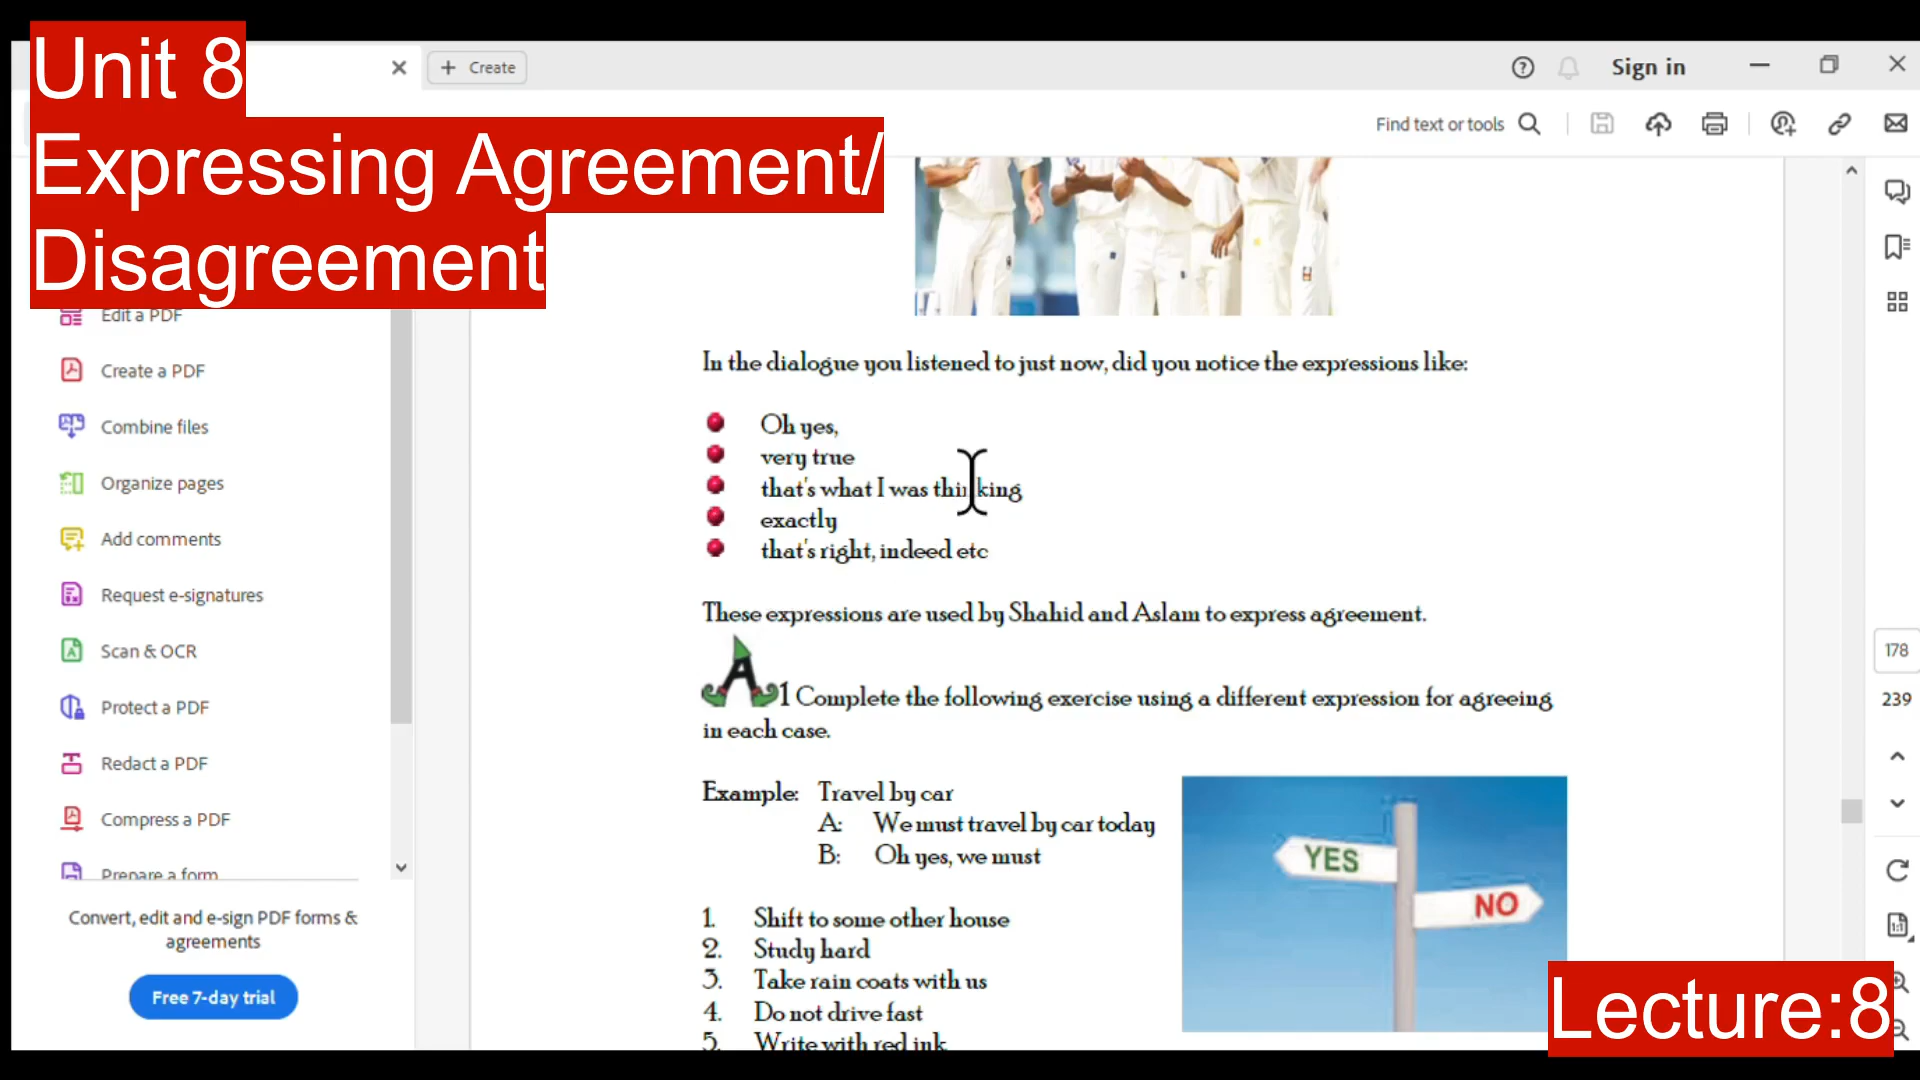 Unit 8
Expressing Agreement/
Disagreement
Create
Sign in
Find text or tools
Edit a PDF
Create a PDF
Combine files
Organize pages
Add comments
Request e-signatures
Scan & OCR
Protect a PDF
Redact a PDF
Compress a PDF
Prepare a form
Convert, edit and e-sign PDF forms &
agreements
Free 7-day trial
In the dialogue you listened to just now, did you notice the expressions like:
Oh yes,
very true
that's what I was thinking
exactly
that's right, indeed etc
These expressions are used by Shahid and Aslam to express agreement.
A1 Complete the following exercise using a different expression for agreeing
in each case.
Example: Travel by car
A: We must travel by car today
B: Oh yes, we must
1. Shift to some other house
2. Study hard
3. Take rain coats with us
4. Do not drive fast
5. Write with red ink
YES
NO
178
239
1:1
Lecture:8